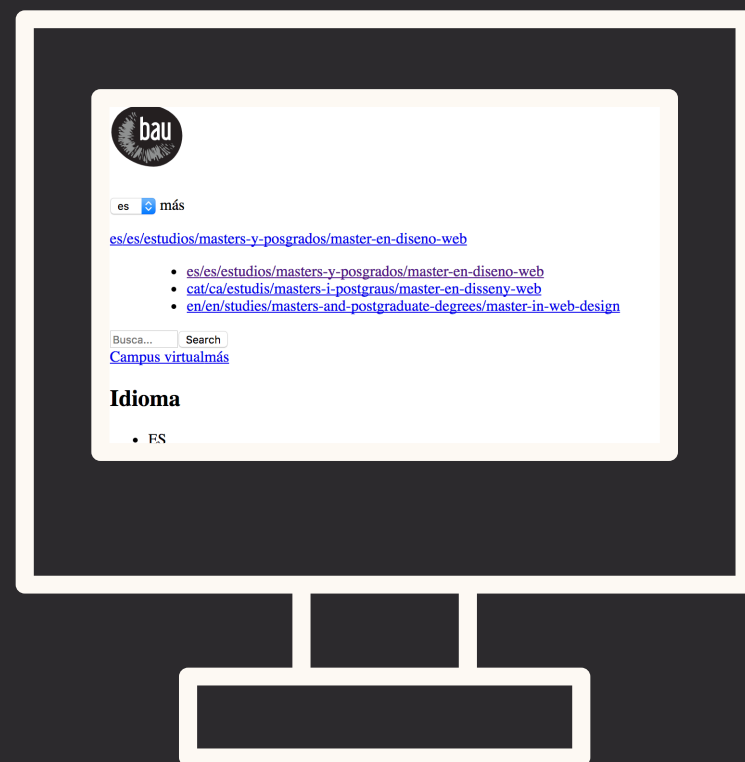 bau
es más
es/es/estudios/masters-y-posgrados/master-en-diseno-web
es/es/estudios/masters-y-posgrados/master-en-diseno-web
cat/ca/estudis/masters-i-postgraus/master-en-disseny-web
en/en/studies/masters-and-postgraduate-degrees/master-in-web-design
Busca... Search
Campus virtualmás
Idioma
ES